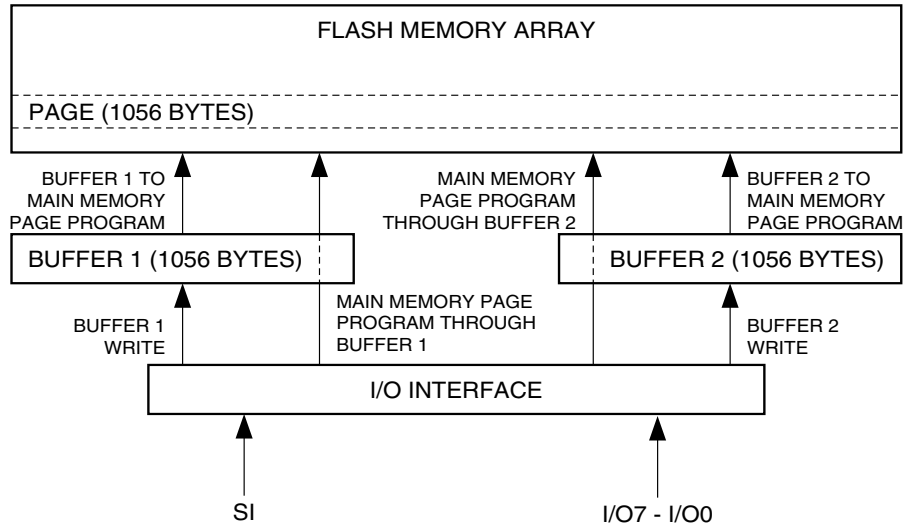 FLASH MEMORY ARRAY
PAGE (1056 BYTES)
BUFFER 1 TO
MAIN MEMORY
PAGE PROGRAM
MAIN MEMORY
PAGE PROGRAM
THROUGH BUFFER 2
BUFFER 2 TO
MAIN MEMORY
PAGE PROGRAM
BUFFER 1 (1056 BYTES)
BUFFER 2 (1056 BYTES)
BUFFER 1
WRITE
MAIN MEMORY PAGE
PROGRAM THROUGH
BUFFER 1
BUFFER 2
WRITE
I/O INTERFACE
SI
I/O7 - I/O0